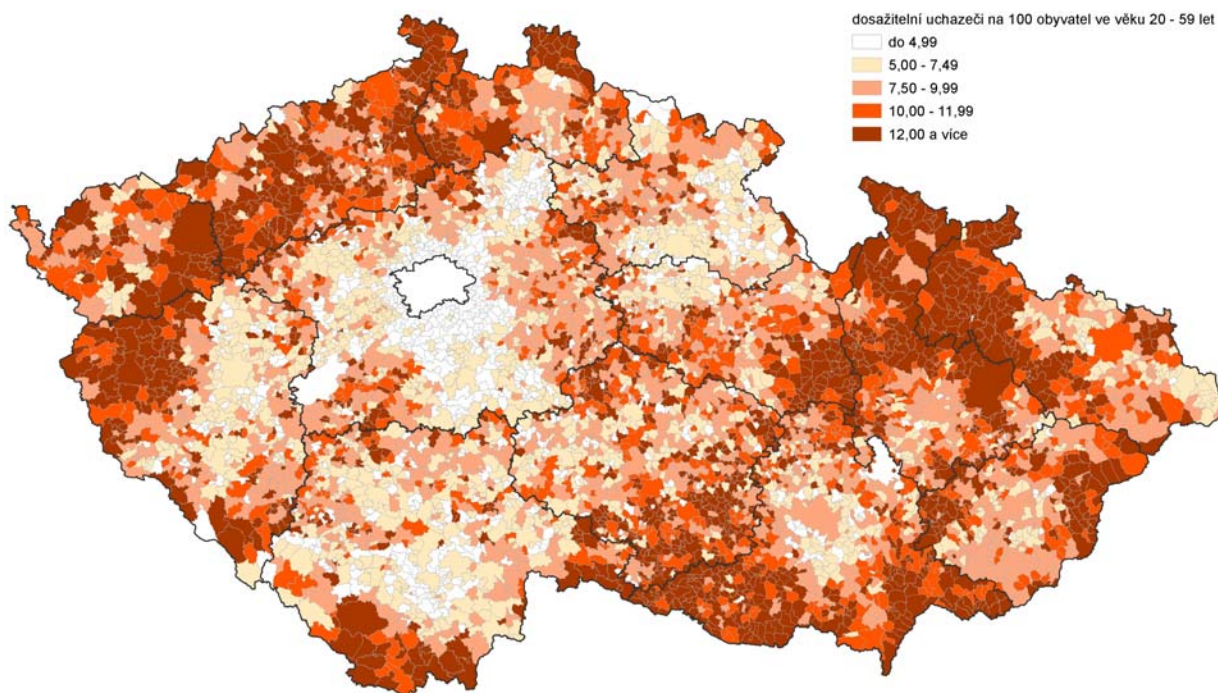 dosažitelní uchazeči na 100 obyvatel ve věku 20 - 59 let
do 4,99
5,00 - 7,49
7,50 - 9,99
10,00 - 11,99
12,00 a více